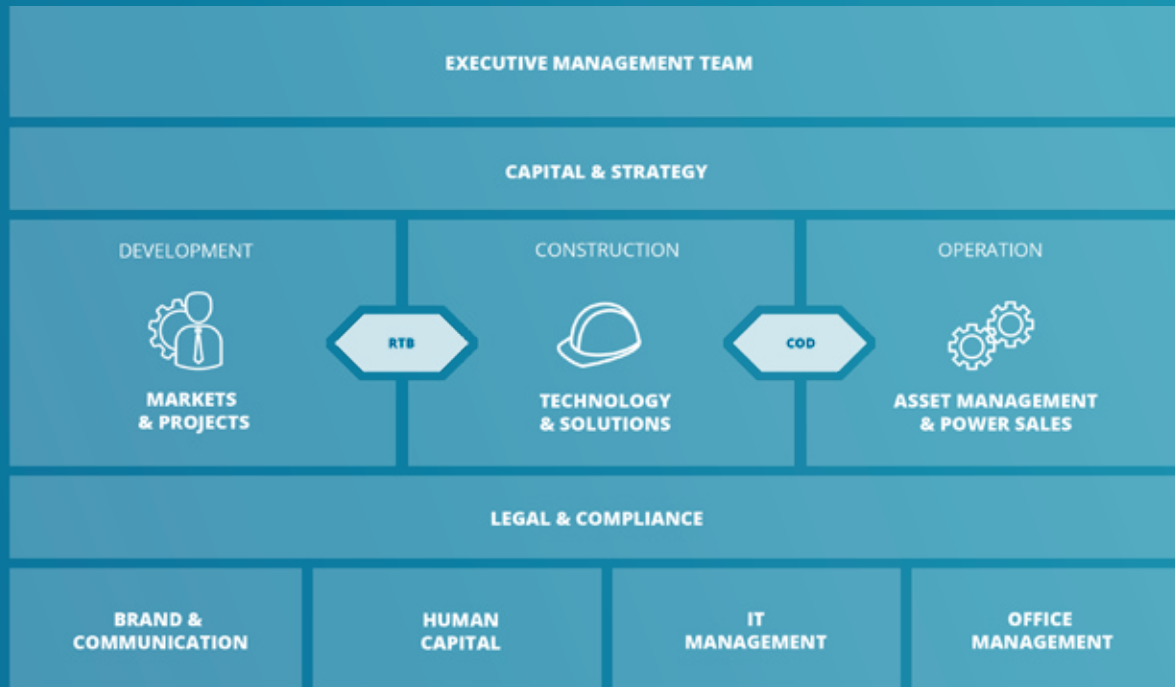 EXECUTIVE MANAGEMENT TEAM
CAPITAL & STRATEGY
DEVELOPMENT
MARKETS
& PROJECTS
RTB
CONSTRUCTION
TECHNOLOGY
& SOLUTIONS
COD
OPERATION
ASSET MANAGEMENT
& POWER SALES
LEGAL & COMPLIANCE
BRAND &
COMMUNICATION
HUMAN
CAPITAL
IT
MANAGEMENT
OFFICE
MANAGEMENT